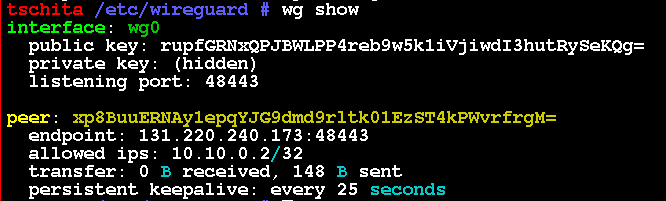 tschita /etc/wireguard # wg show
interface: wg0
public key: rupfGRNxQPJBWLPP4reb9w5k1iVjiwdI3hutRySeKQg=
private key: (hidden)
listening port: 48443
peer: xp8BuuERNAy1epqYJG9dmd9rltk01EzST4kPWvrfrgM=
endpoint: 131.220.240.173:48443
allowed ips: 10.10.0.2/32
transfer: 0 B received, 148 B sent
persistent keepalive: every 25 seconds